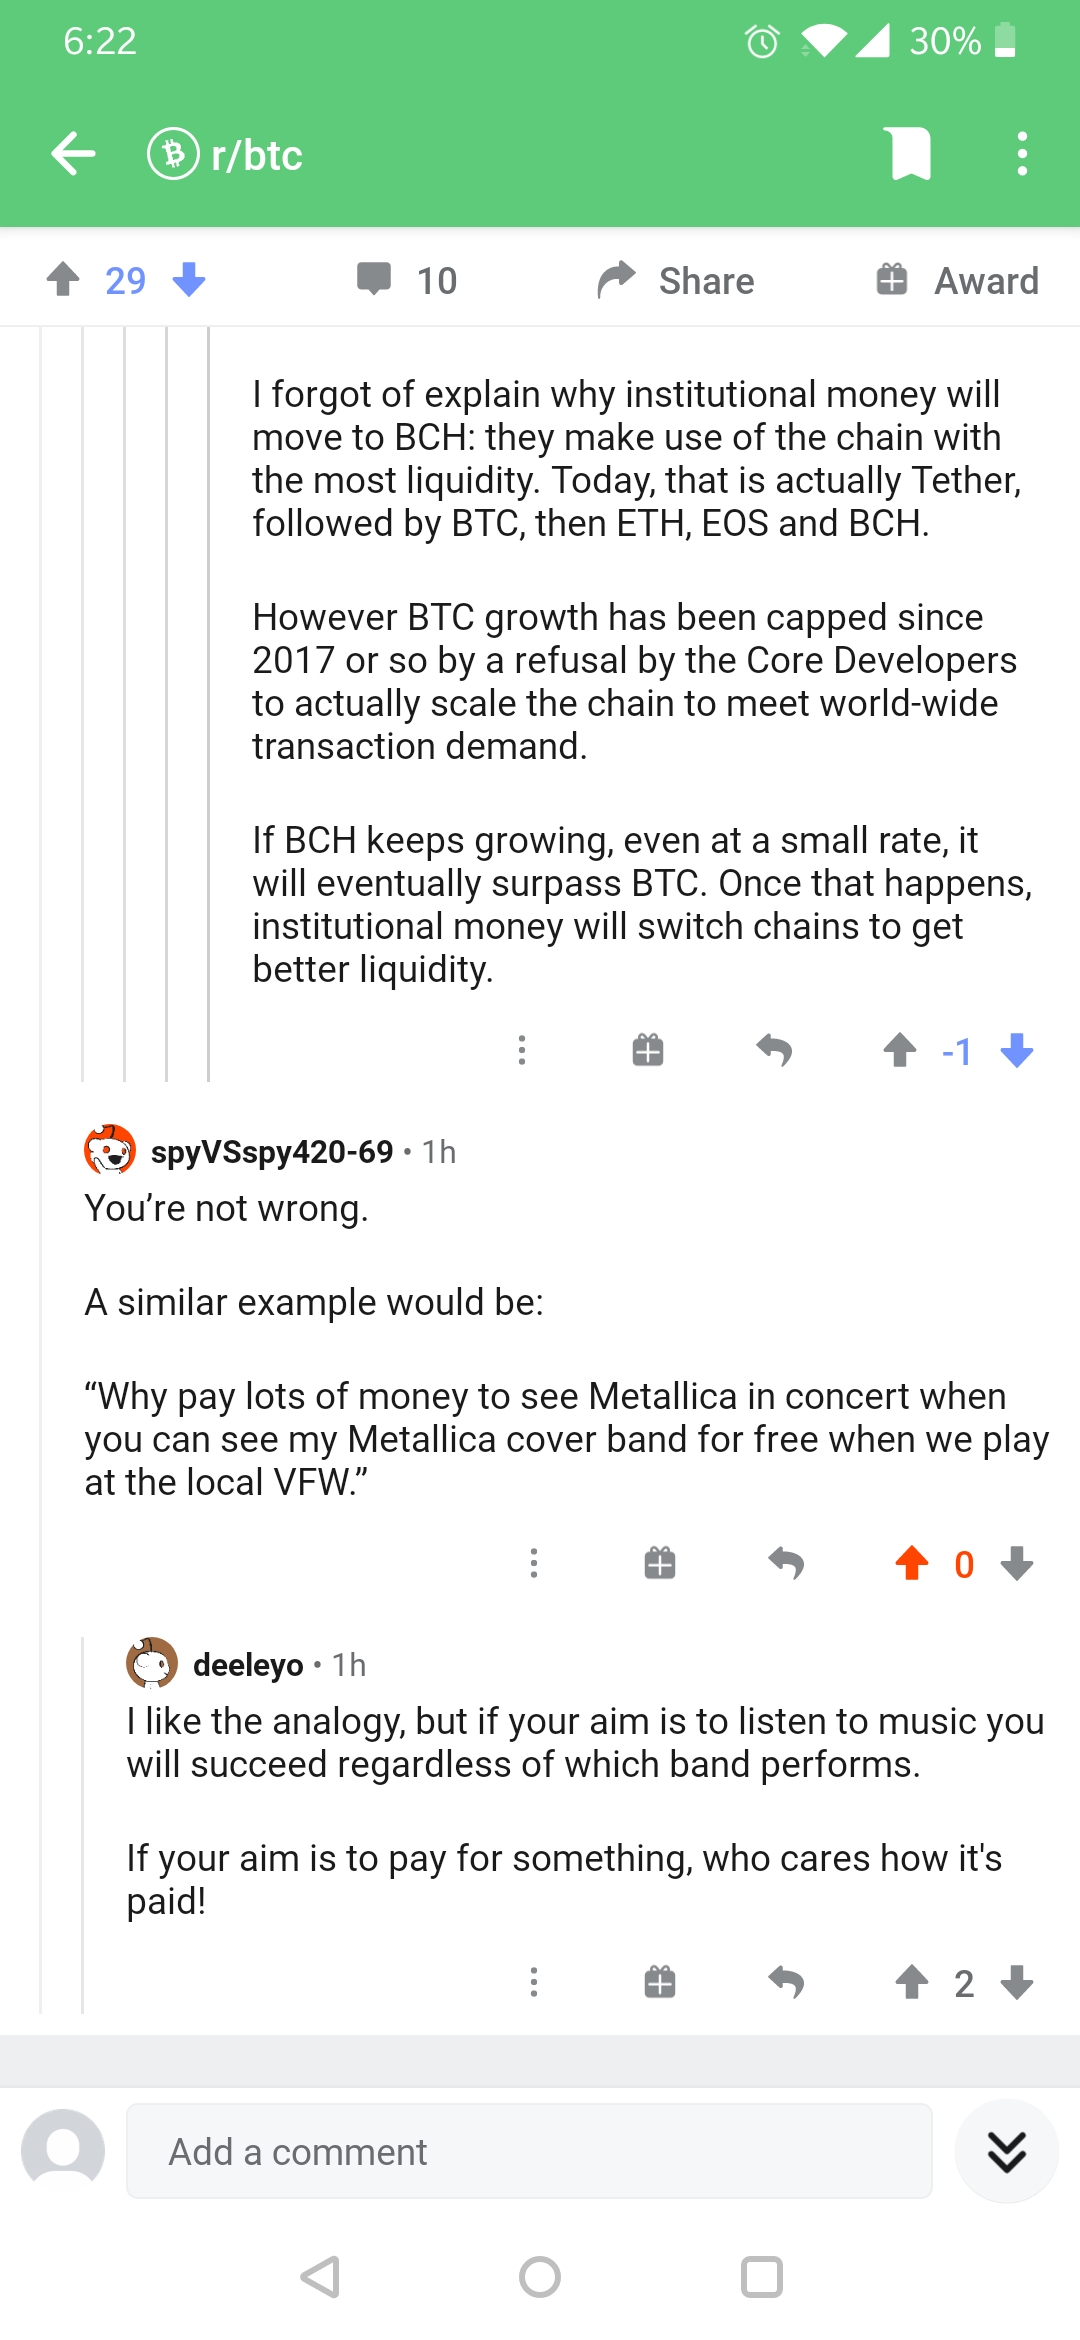 6:22
30%
r/btc
29
10
Share
Award
I forgot of explain why institutional money will
move to BCH: they make use of the chain with
the most liquidity. Today, that is actually Tether,
followed by BTC, then ETH, EOS and BCH.
However BTC growth has been capped since
2017 or so by a refusal by the Core Developers
to actually scale the chain to meet world-wide
transaction demand.
If BCH keeps growing, even at a small rate, it
will eventually surpass BTC. Once that happens,
institutional money will switch chains to get
better liquidity.
-1
spyVSspy420-69 • 1h
You’re not wrong.
A similar example would be:
“Why pay lots of money to see Metallica in concert when
you can see my Metallica cover band for free when we play
at the local VFW.”
0
deeleyo • 1h
I like the analogy, but if your aim is to listen to music you
will succeed regardless of which band performs.
If your aim is to pay for something, who cares how it's
paid!
2
Add a comment